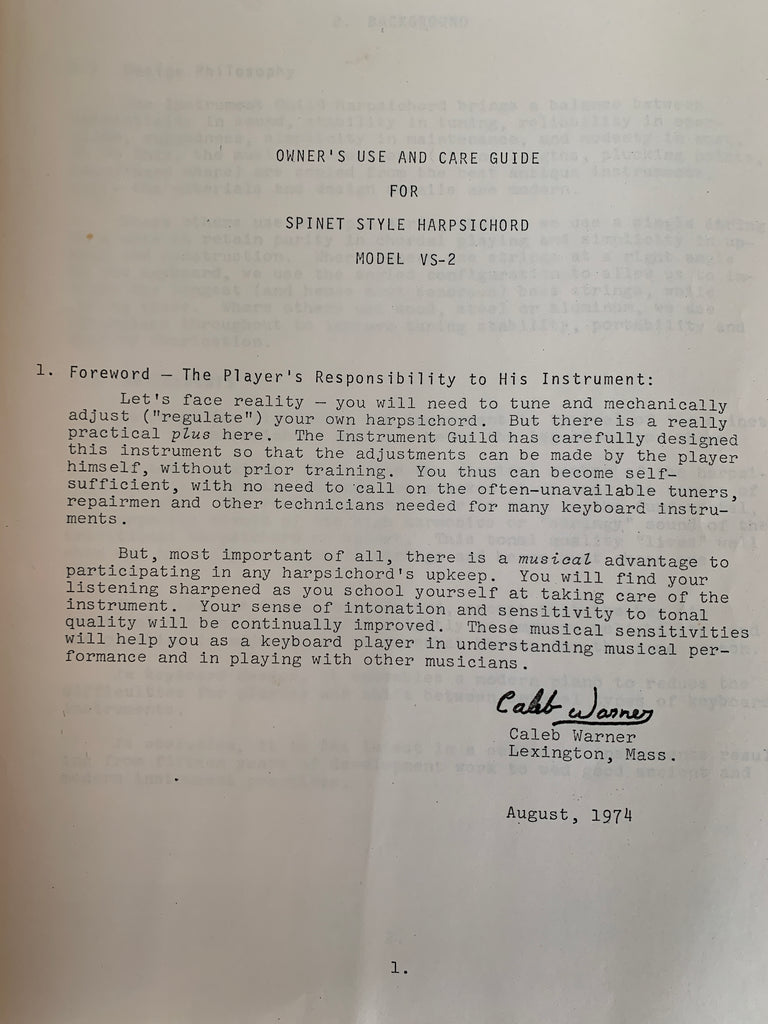 2. BACKGROUND
Design Philosophy
OWNER'S USE AND CARE GUIDE
FOR
SPINET STYLE HARPSICHORD
MODEL VS-2
1. Foreword — The Player's Responsibility to His Instrument:
Let's face reality — you will need to tune and mechanically
adjust ("regulate") your own harpsichord. But there is a really
practical plus here. The Instrument Guild has carefully designed
this instrument so that the adjustments can be made by the player
himself, without prior training. You thus can become self-
sufficient, with no need to call on the often-unavailable tuners,
repairmen and other technicians needed for many keyboard instru-
ments.
But, most important of all, there is a musical advantage to
participating in any harpsichord's upkeep. You will find your
listening sharpened as you school yourself at taking care of the
instrument. Your sense of intonation and sensitivity to tonal
quality will be continually improved. These musical sensitivities
will help you as a keyboard player in understanding musical per-
formance and in playing with other musicians.
Caleb Warner
Caleb Warner
Lexington, Mass.
August, 1974
1.